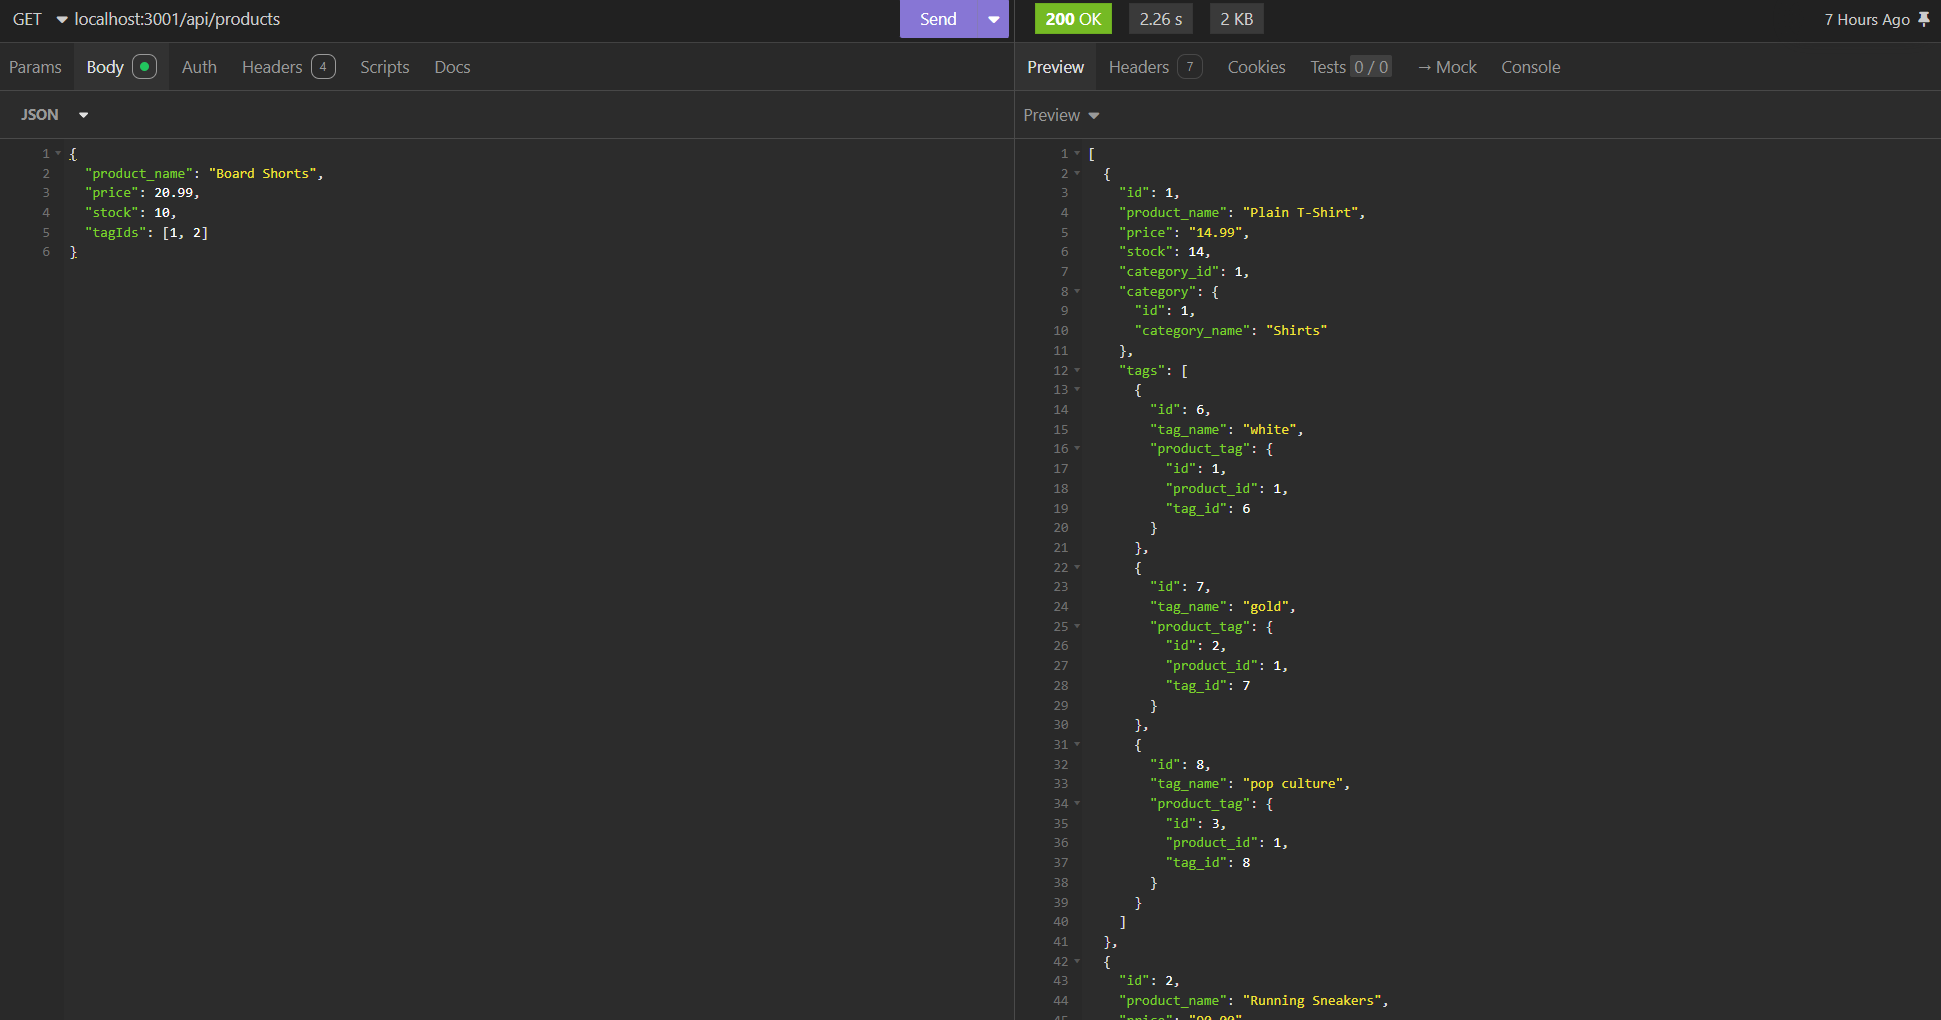 GET localhost:3001/api/products Send 200 OK 2.26 s 2 KB 7 Hours Ago
Params Body Auth Headers 4 Scripts Docs Preview Headers 7 Cookies Tests 0 / 0 → Mock Console
JSON
Preview
1 {
2 "product_name": "Board Shorts",
3 "price": 20.99,
4 "stock": 10,
5 "tagIds": [1, 2]
6 }
1 [
2 {
3 "id": 1,
4 "product_name": "Plain T-Shirt",
5 "price": "14.99",
6 "stock": 14,
7 "category_id": 1,
8 "category": {
9 "id": 1,
10 "category_name": "Shirts"
11 },
12 "tags": [
13 {
14 "id": 6,
15 "tag_name": "white",
16 "product_tag": {
17 "id": 1,
18 "product_id": 1,
19 "tag_id": 6
20 }
21 },
22 {
23 "id": 7,
24 "tag_name": "gold",
25 "product_tag": {
26 "id": 2,
27 "product_id": 1,
28 "tag_id": 7
29 }
30 },
31 {
32 "id": 8,
33 "tag_name": "pop culture",
34 "product_tag": {
35 "id": 3,
36 "product_id": 1,
37 "tag_id": 8
38 }
39 }
40 ]
41 },
42 {
43 "id": 2,
44 "product_name": "Running Sneakers",